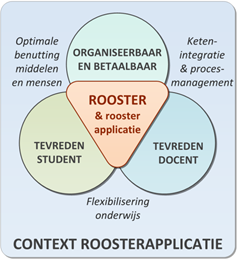 Optimale
benutting
middelen
en mensen
ORGANISEERBAAR
EN BETAALBAAR
Keten-
integratie
& proces-
management
ROOSTER
& rooster
applicatie
TEVREDEN
STUDENT
TEVREDEN
DOCENT
Flexibilisering
onderwijs
CONTEXT ROOSTERAPPLICATIE